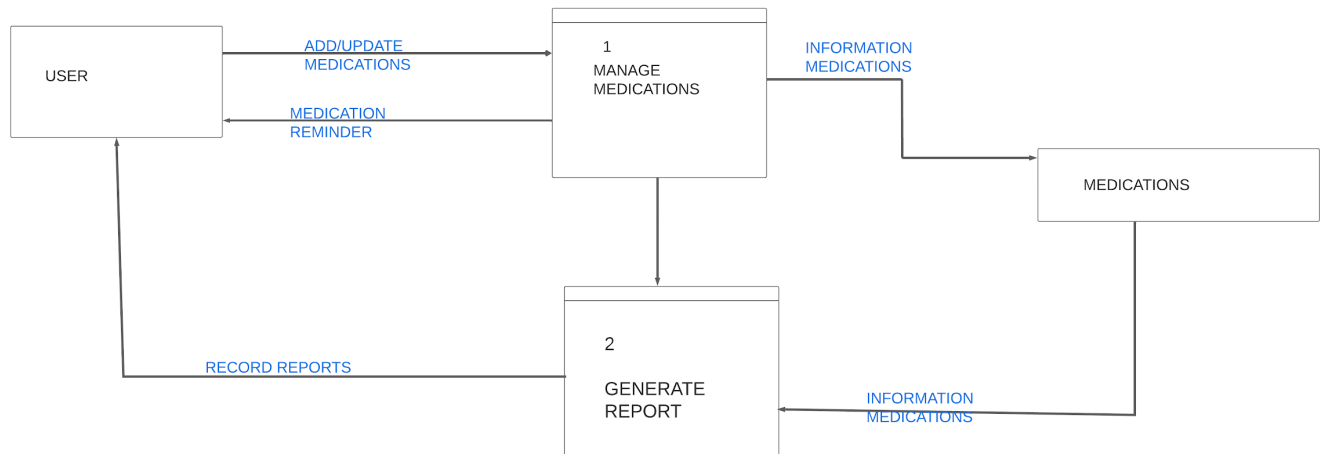 USER
ADD/UPDATE
MEDICATIONS
MEDICATION
REMINDER
1
MANAGE
MEDICATIONS
INFORMATION
MEDICATIONS
MEDICATIONS
2
GENERATE
REPORT
RECORD REPORTS
INFORMATION
MEDICATIONS